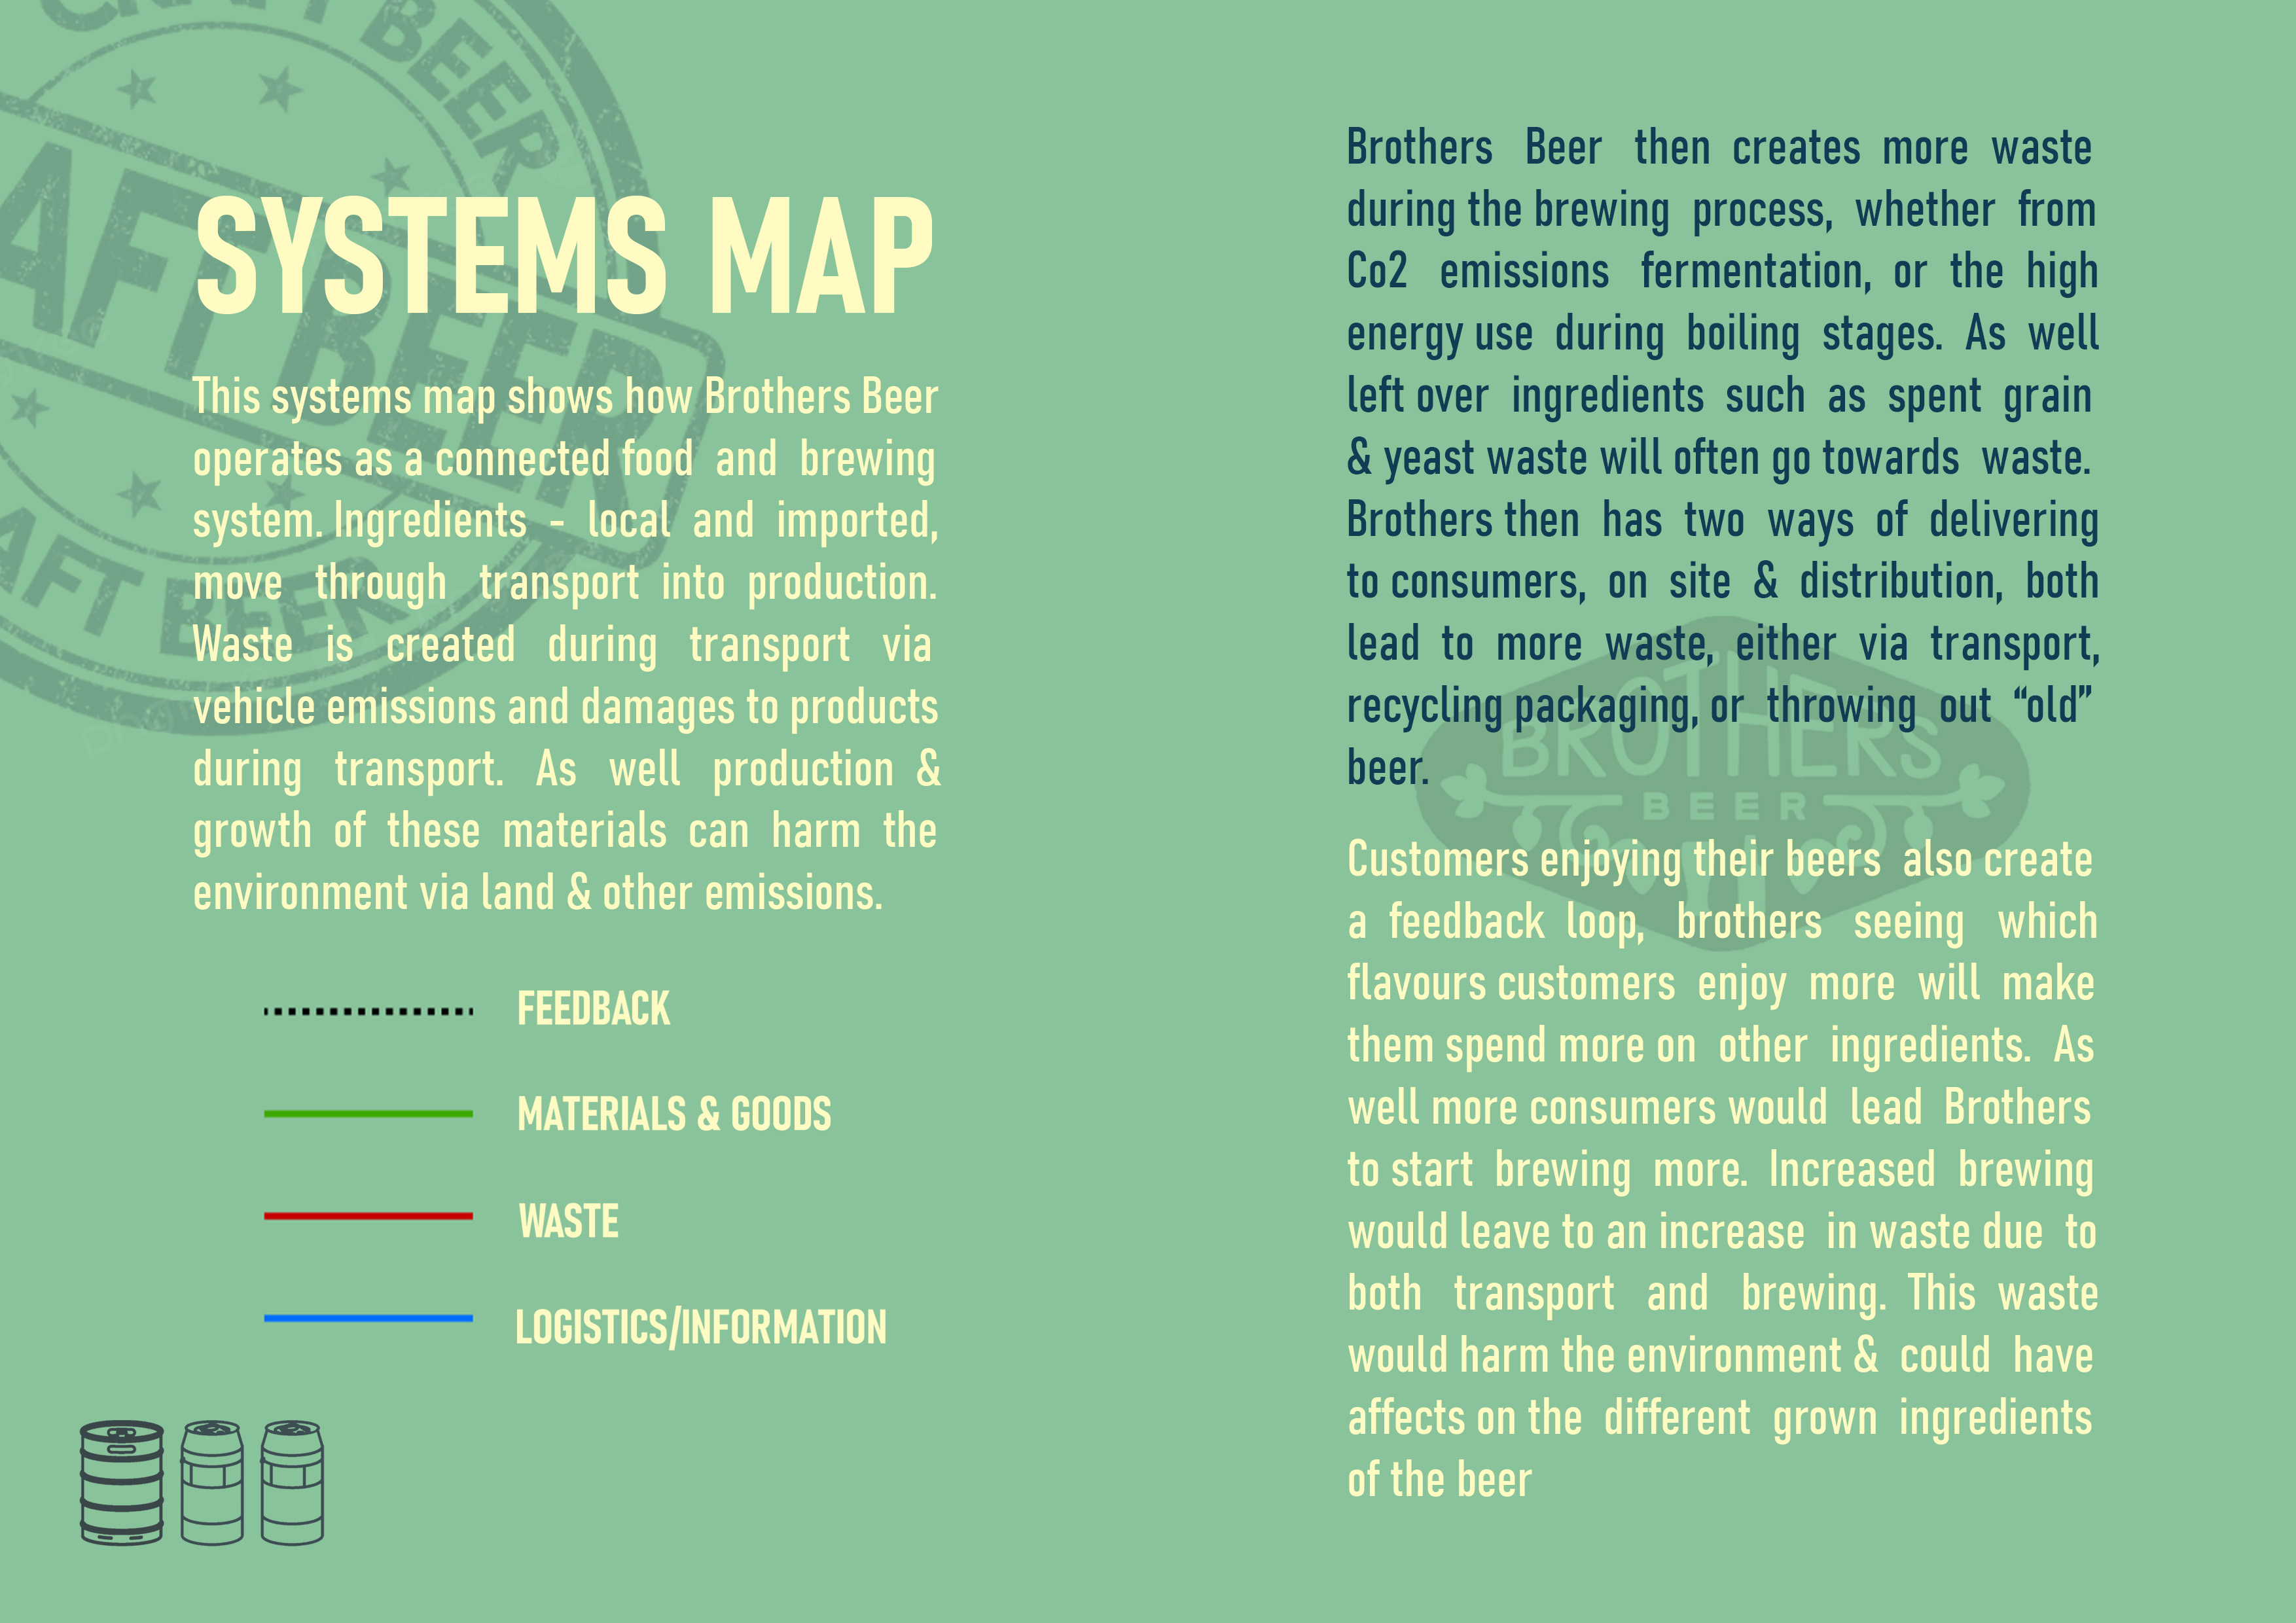 CRAFT BEER
AFT BEER
AFT BEER
SYSTEMS MAP
This systems map shows how Brothers Beer
operates as a connected food and brewing
system. Ingredients - local and imported,
move through transport into production.
Waste is created during transport via
vehicle emissions and damages to products
during transport. As well production &
growth of these materials can harm the
environment via land & other emissions.
FEEDBACK
MATERIALS & GOODS
WASTE
LOGISTICS/INFORMATION
Brothers Beer then creates more waste
during the brewing process, whether from
Co2 emissions fermentation, or the high
energy use during boiling stages. As well
left over ingredients such as spent grain
& yeast waste will often go towards waste.
Brothers then has two ways of delivering
to consumers, on site & distribution, both
lead to more waste, either via transport,
recycling packaging, or throwing out “old”
beer.
BROTHERS
BEER
Customers enjoying their beers also create
a feedback loop, brothers seeing which
flavours customers enjoy more will make
them spend more on other ingredients. As
well more consumers would lead Brothers
to start brewing more. Increased brewing
would leave to an increase in waste due to
both transport and brewing. This waste
would harm the environment & could have
affects on the different grown ingredients
of the beer